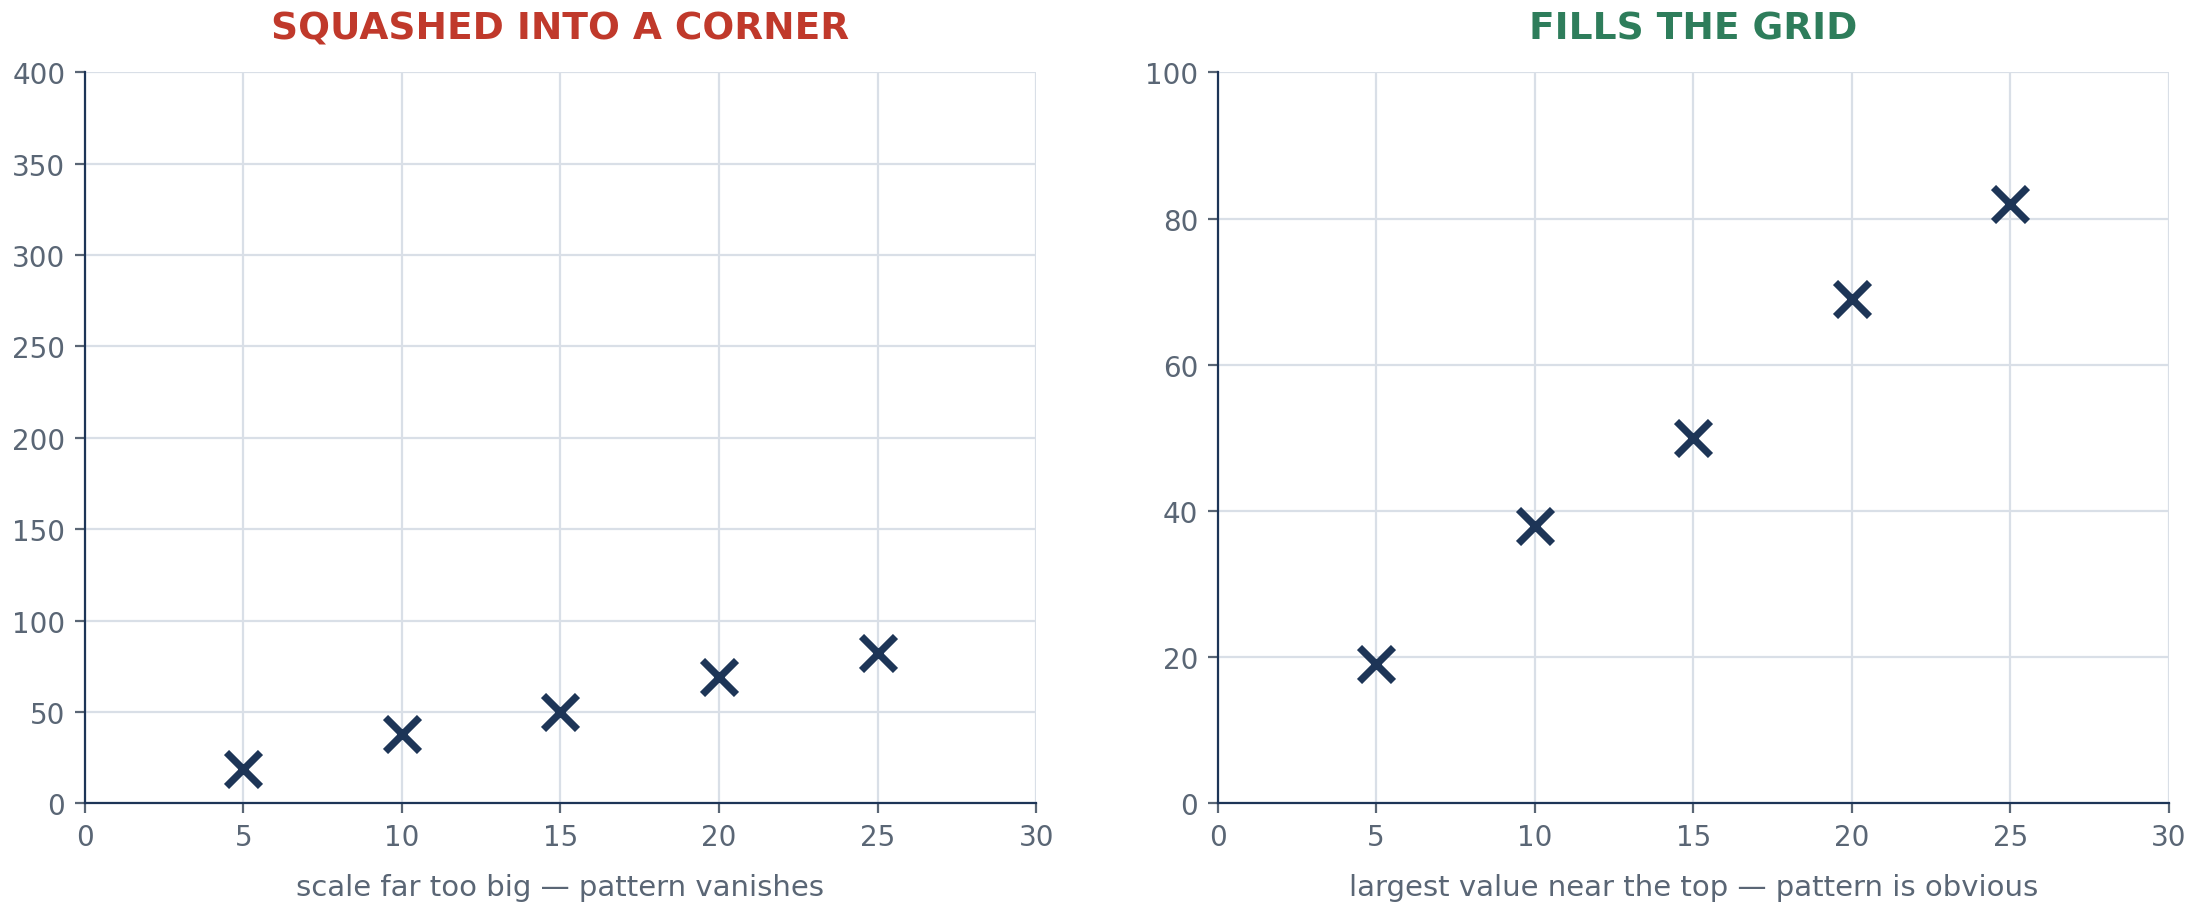 SQUASHED INTO A CORNER
400
350
300
250
200
150
100
50
0
0 5 10 15 20 25 30
scale far too big — pattern vanishes
FILLS THE GRID
100
80
60
40
20
0
0 5 10 15 20 25 30
largest value near the top — pattern is obvious